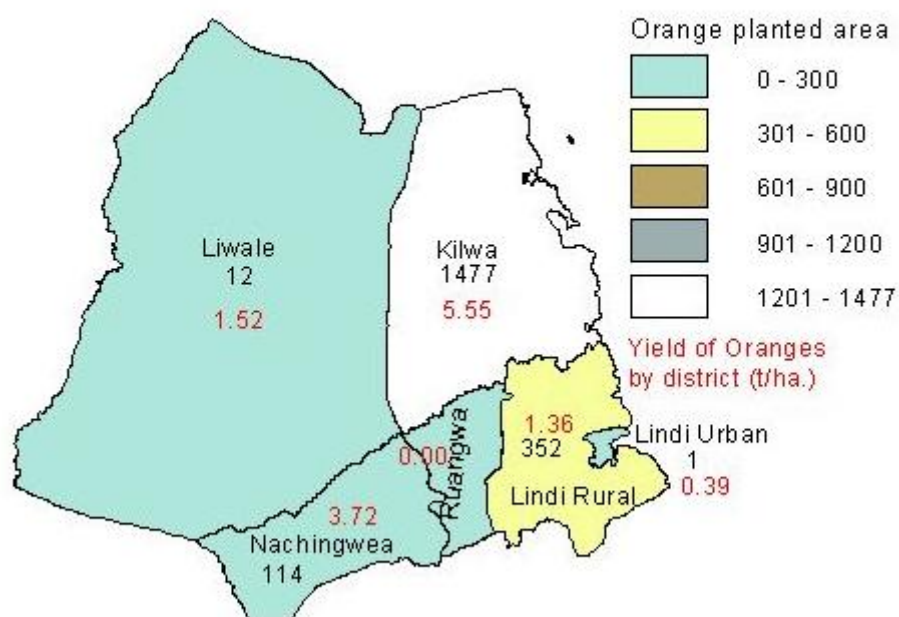 Orange planted area
0 - 300
301 - 600
601 - 900
901 - 1200
1201 - 1477
Yield of Oranges
by district (t/ha.)
Liwale
12
1.52
Kilwa
1477
5.55
Ruangwa
0.00
1.36
352
Lindi Rural
Lindi Urban
1
0.39
3.72
Nachingwea
114